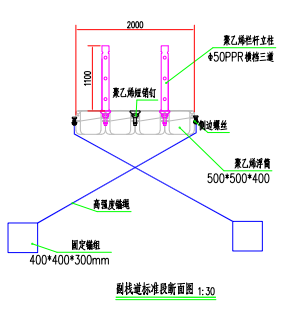 2000
聚乙烯栏杆立柱
Φ50PPR横档三道
1100
聚乙烯短销钉
侧边螺丝
聚乙烯浮筒
500*500*400
高强度锚绳
固定锚组
400*400*300mm
副栈道标准段断面图 1:30